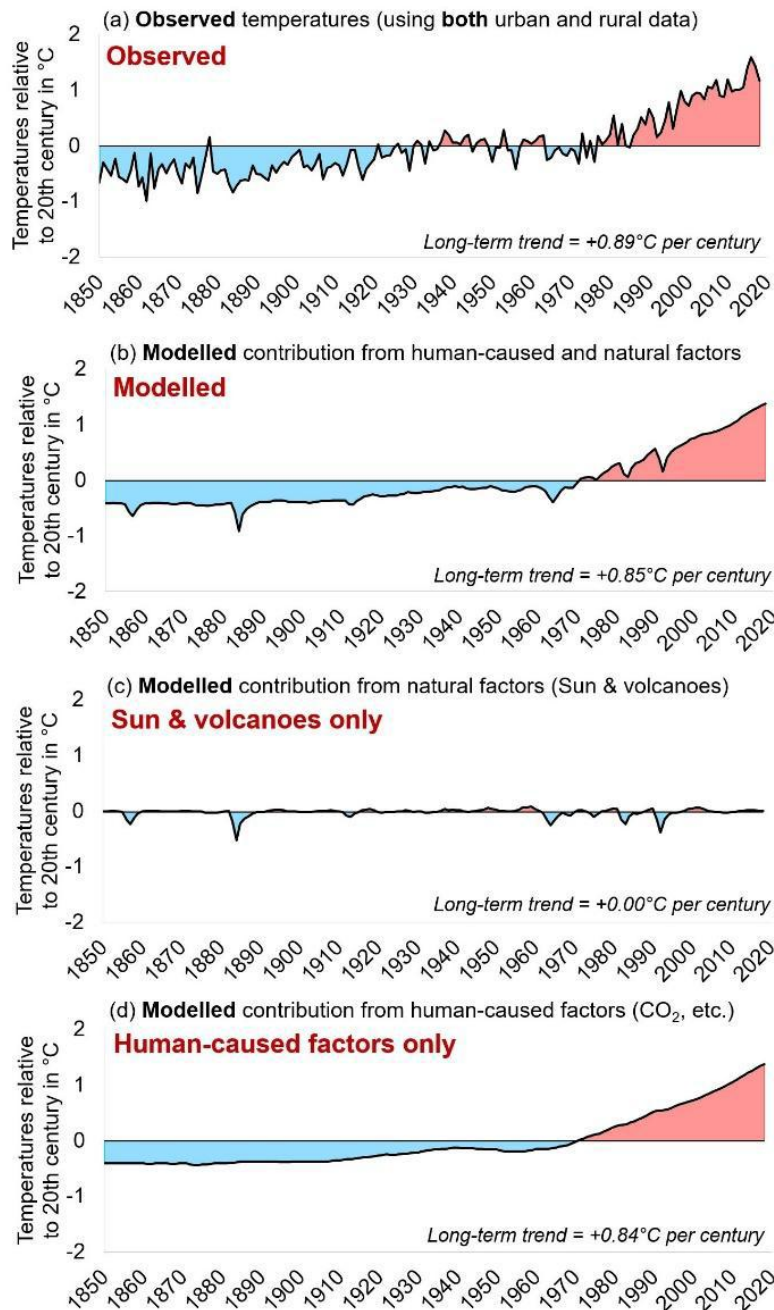 (a) Observed temperatures (using both urban and rural data)
Observed
Temperatures relative
to 20th century in °C
2
1
0
-1
-2
Long-term trend = +0.89°C per century
1850 1860 1870 1880 1890 1900 1910 1920 1930 1940 1950 1960 1970 1980 1990 2000 2010 2020
(b) Modelled contribution from human-caused and natural factors
Modelled
Temperatures relative
to 20th century in °C
2
1
0
-1
-2
Long-term trend = +0.85°C per century
1850 1860 1870 1880 1890 1900 1910 1920 1930 1940 1950 1960 1970 1980 1990 2000 2010 2020
(c) Modelled contribution from natural factors (Sun & volcanoes)
Sun & volcanoes only
Temperatures relative
to 20th century in °C
2
1
0
-1
-2
Long-term trend = +0.00°C per century
1850 1860 1870 1880 1890 1900 1910 1920 1930 1940 1950 1960 1970 1980 1990 2000 2010 2020
(d) Modelled contribution from human-caused factors (CO₂, etc.)
Human-caused factors only
Temperatures relative
to 20th century in °C
2
1
0
-1
-2
Long-term trend = +0.84°C per century
1850 1860 1870 1880 1890 1900 1910 1920 1930 1940 1950 1960 1970 1980 1990 2000 2010 2020